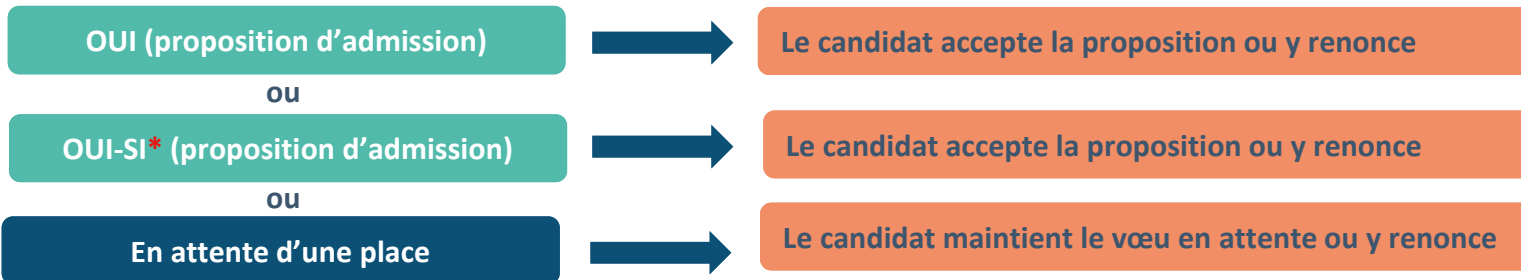 OUI (proposition d’admission)
Le candidat accepte la proposition ou y renonce
ou
OUI-SI* (proposition d’admission)
Le candidat accepte la proposition ou y renonce
ou
En attente d’une place
Le candidat maintient le vœu en attente ou y renonce